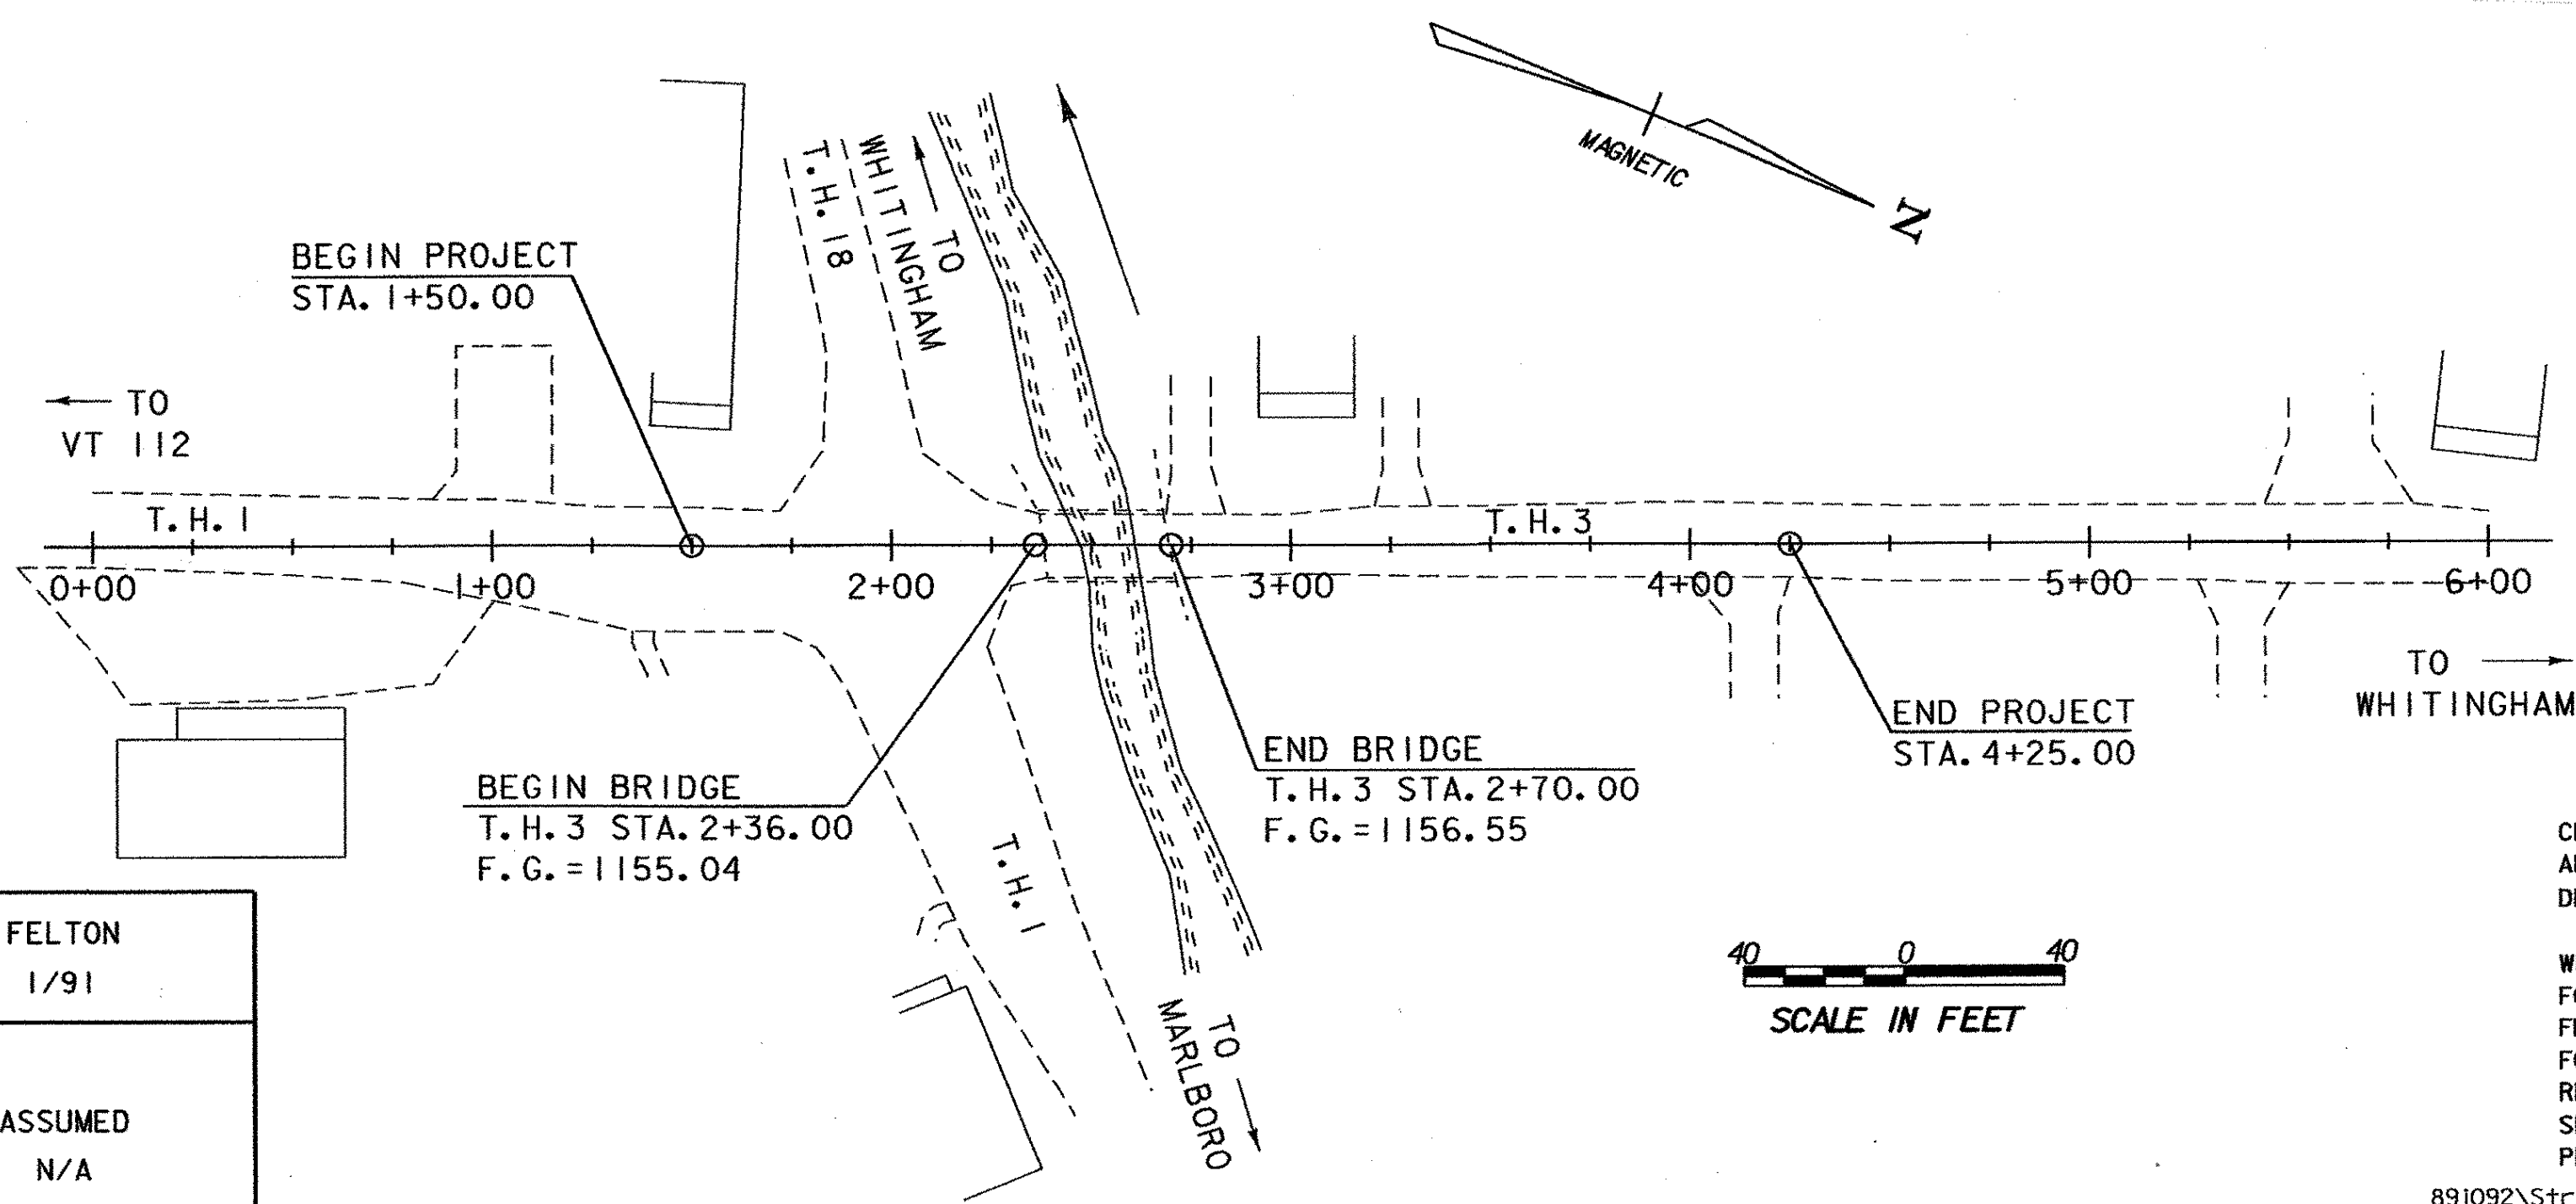 MAGNETIC
N
T.H. 18
TO
WHITINGHAM
BEGIN PROJECT
STA. 1+50.00
TO
VT 112
T.H. 1
T.H. 3
0+00
1+00
2+00
3+00
4+00
5+00
6+00
TO
WHITINGHAM
BEGIN BRIDGE
T.H. 3 STA. 2+36.00
F.G. = 1155.04
END BRIDGE
T.H. 3 STA. 2+70.00
F.G. = 1156.55
END PROJECT
STA. 4+25.00
T.H. 1
TO
MARLBORO
40 0 40
SCALE IN FEET
FELTON
1/91
ASSUMED
N/A